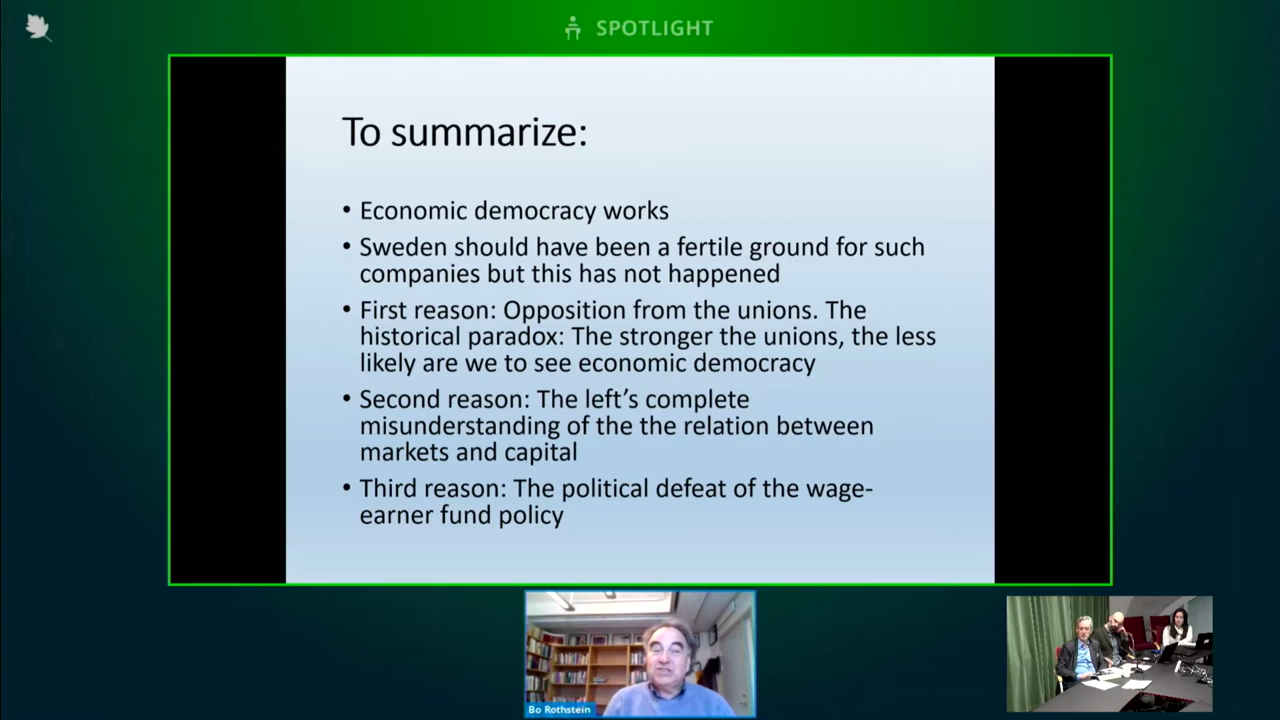 SPOTLIGHT
To summarize:
• Economic democracy works
• Sweden should have been a fertile ground for such
companies but this has not happened
• First reason: Opposition from the unions. The
historical paradox: The stronger the unions, the less
likely are we to see economic democracy
• Second reason: The left’s complete
misunderstanding of the the relation between
markets and capital
• Third reason: The political defeat of the wage-
earner fund policy
Bo Rothstein